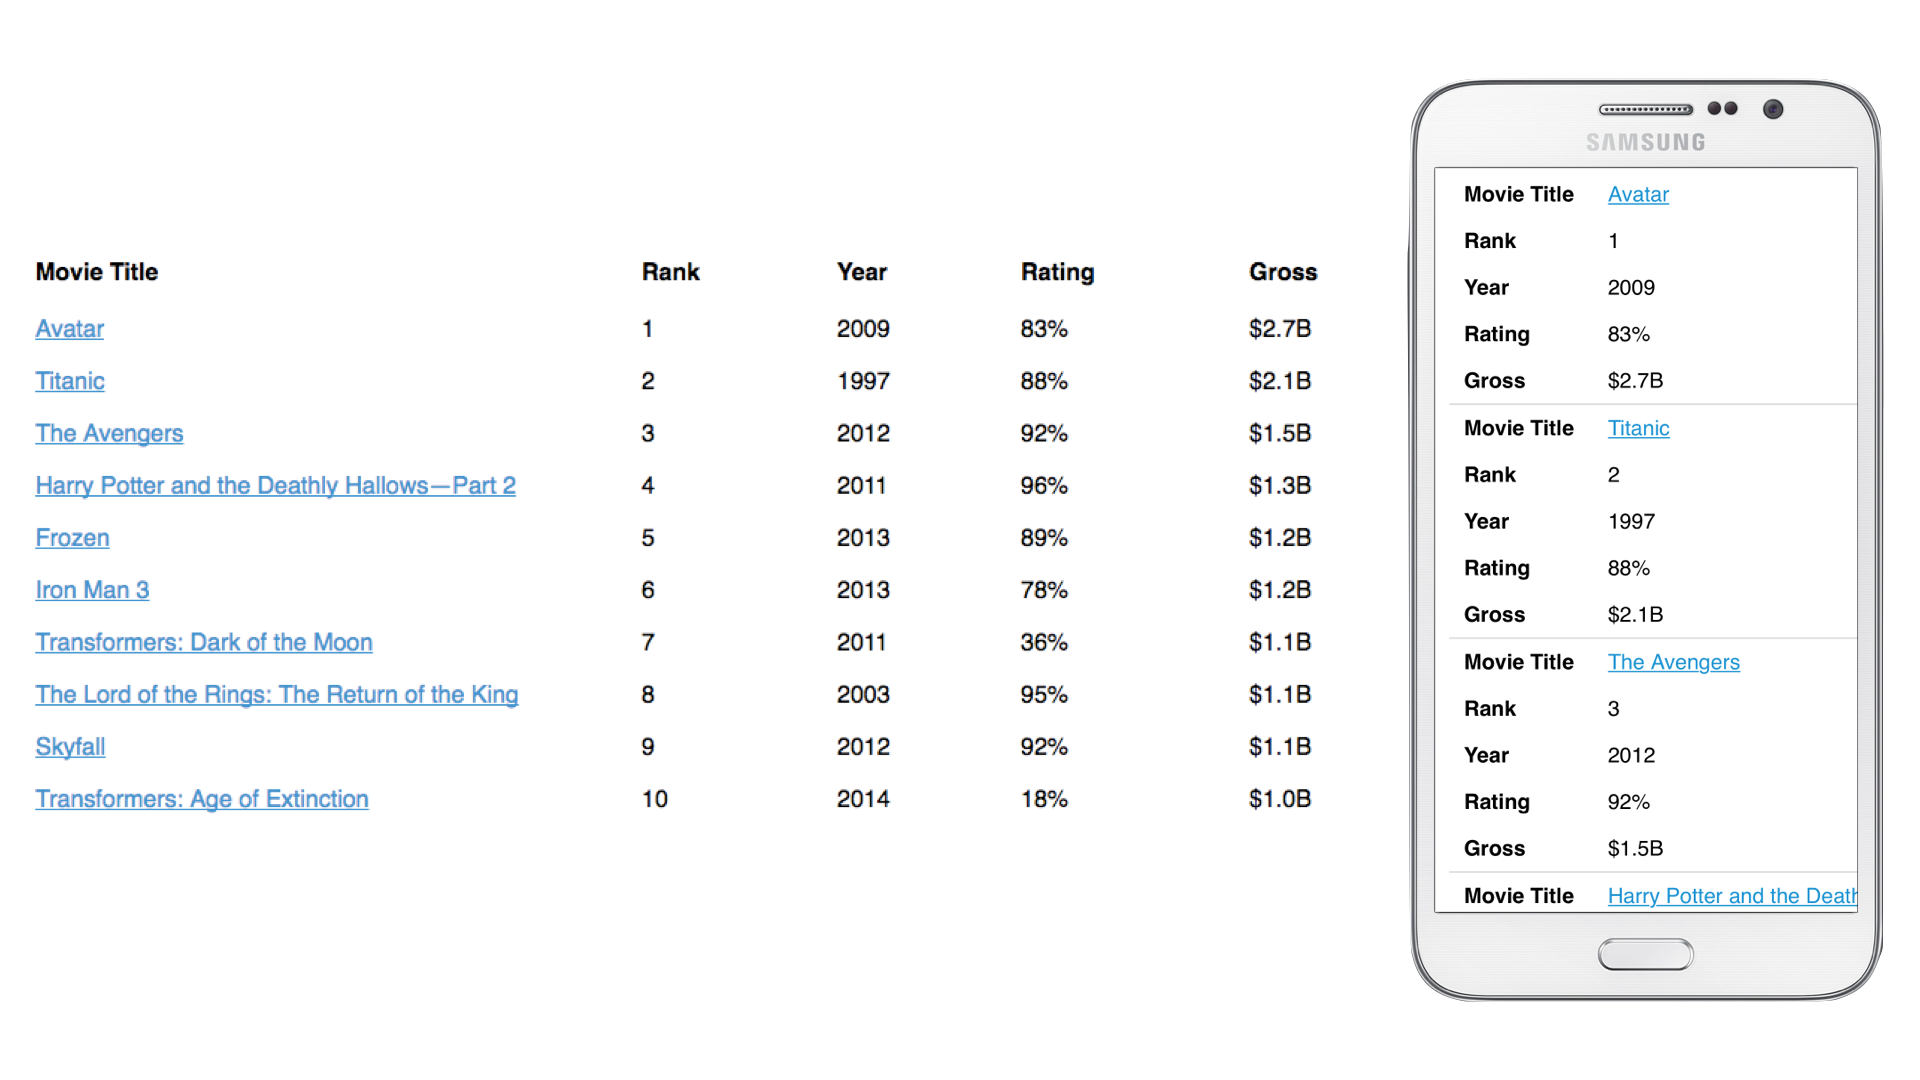 Movie Title Rank Year Rating Gross
Avatar 1 2009 83% $2.7B
Titanic 2 1997 88% $2.1B
The Avengers 3 2012 92% $1.5B
Harry Potter and the Deathly Hallows—Part 2 4 2011 96% $1.3B
Frozen 5 2013 89% $1.2B
Iron Man 3 6 2013 78% $1.2B
Transformers: Dark of the Moon 7 2011 36% $1.1B
The Lord of the Rings: The Return of the King 8 2003 95% $1.1B
Skyfall 9 2012 92% $1.1B
Transformers: Age of Extinction 10 2014 18% $1.0B
SAMSUNG
Movie Title Avatar
Rank 1
Year 2009
Rating 83%
Gross $2.7B
Movie Title Titanic
Rank 2
Year 1997
Rating 88%
Gross $2.1B
Movie Title The Avengers
Rank 3
Year 2012
Rating 92%
Gross $1.5B
Movie Title Harry Potter and the Death